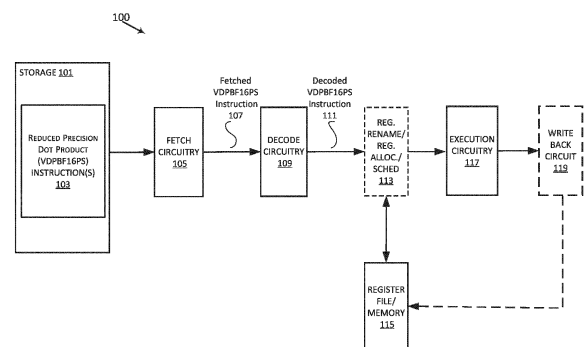 100
STORAGE 101
REDUCED PRECISION
DOT PRODUCT
(VDPBF16PS)
INSTRUCTION(S)
103
FETCH
CIRCUITRY
105
Fetched
VDPBF16PS
Instruction
107
DECODE
CIRCUITRY
109
Decoded
VDPBF16PS
Instruction
111
REG.
RENAME/
REG.
ALLOC./
SCHED
113
EXECUTION
CIRCUITRY
117
WRITE
BACK
CIRCUIT
119
REGISTER
FILE/
MEMORY
115